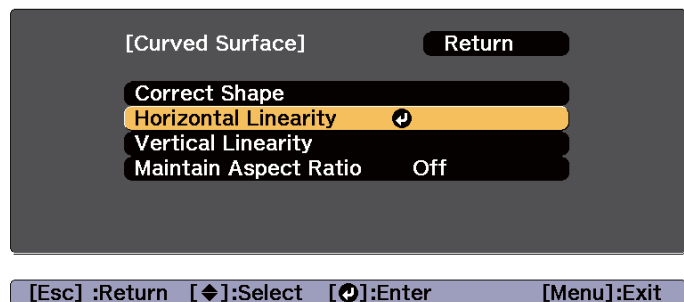 [Curved Surface] Return
Correct Shape
Horizontal Linearity
Vertical Linearity
Maintain Aspect Ratio Off
[Esc] :Return [◆]:Select [⏎]:Enter [Menu]:Exit